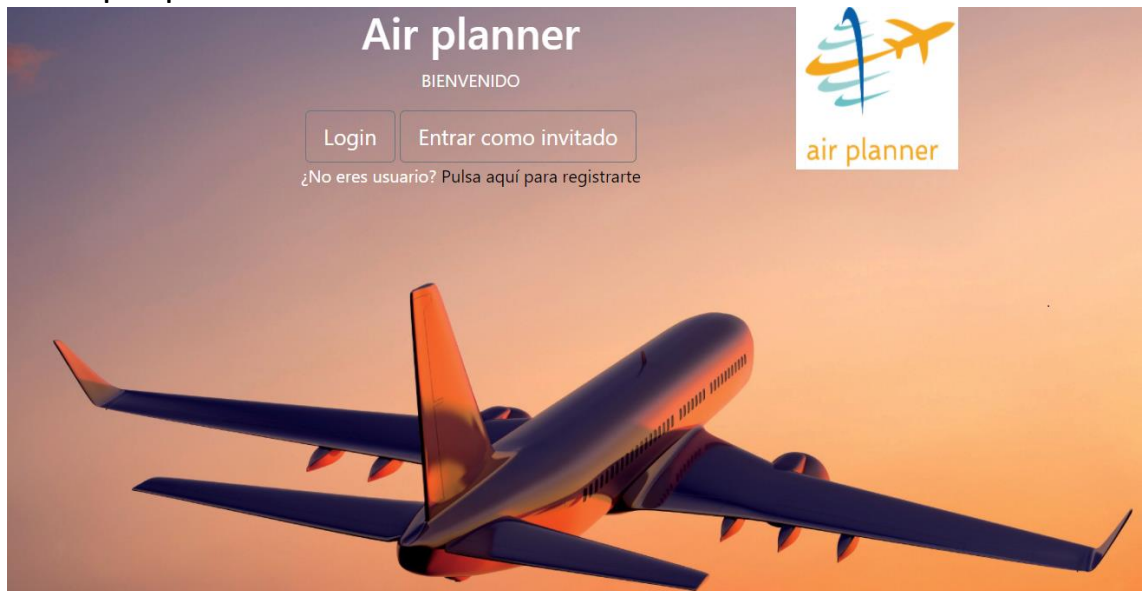 Air planner
BIENVENIDO
Login
Entrar como invitado
¿No eres usuario? Pulsa aquí para registrarte
air planner